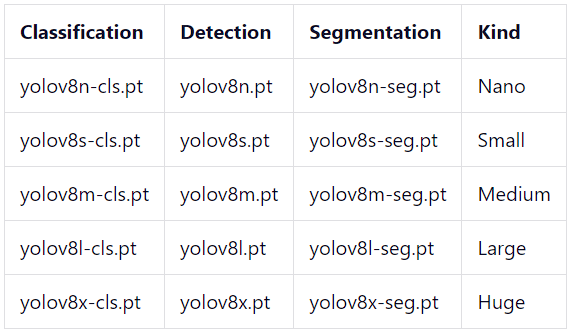 Classification Detection Segmentation Kind
yolov8n-cls.pt yolov8n.pt yolov8n-seg.pt Nano
yolov8s-cls.pt yolov8s.pt yolov8s-seg.pt Small
yolov8m-cls.pt yolov8m.pt yolov8m-seg.pt Medium
yolov8l-cls.pt yolov8l.pt yolov8l-seg.pt Large
yolov8x-cls.pt yolov8x.pt yolov8x-seg.pt Huge